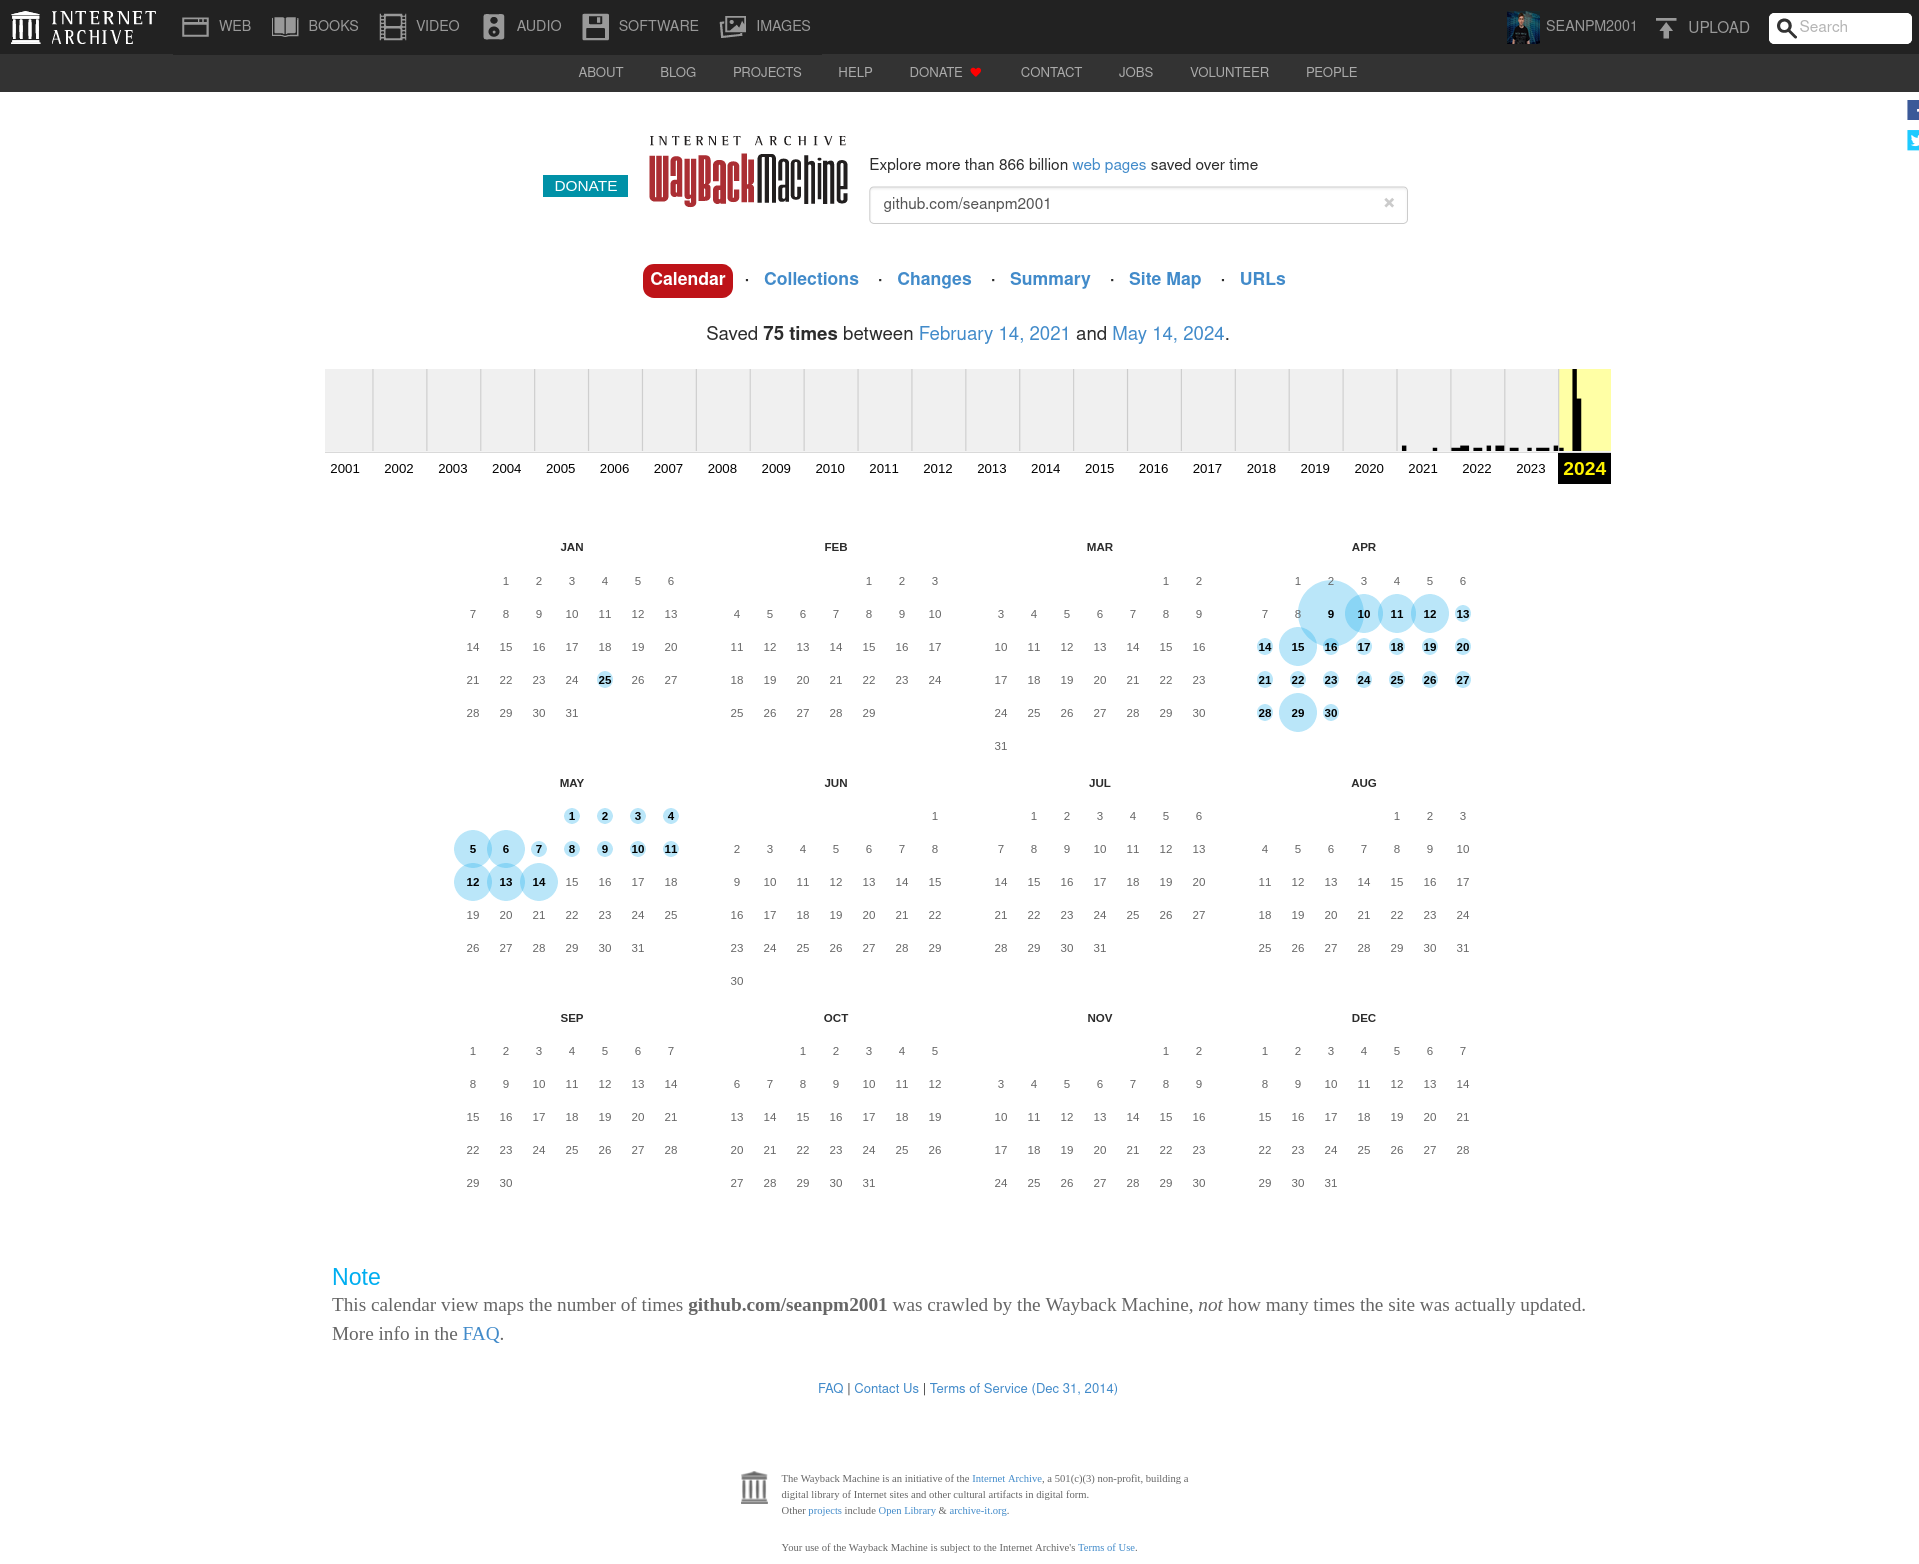 INTERNET ARCHIVE WEB BOOKS VIDEO AUDIO SOFTWARE IMAGES SEANPM2001 UPLOAD Search
ABOUT BLOG PROJECTS HELP DONATE CONTACT JOBS VOLUNTEER PEOPLE
INTERNET ARCHIVE
WayBackMachine
DONATE
Explore more than 866 billion web pages saved over time
github.com/seanpm2001 ×
Calendar · Collections · Changes · Summary · Site Map · URLs
Saved 75 times between February 14, 2021 and May 14, 2024.
2001 2002 2003 2004 2005 2006 2007 2008 2009 2010 2011 2012 2013 2014 2015 2016 2017 2018 2019 2020 2021 2022 2023 2024
JAN
1 2 3 4 5 6
7 8 9 10 11 12 13
14 15 16 17 18 19 20
21 22 23 24 25 26 27
28 29 30 31
FEB
1 2 3
4 5 6 7 8 9 10
11 12 13 14 15 16 17
18 19 20 21 22 23 24
25 26 27 28 29
MAR
1 2
3 4 5 6 7 8 9
10 11 12 13 14 15 16
17 18 19 20 21 22 23
24 25 26 27 28 29 30
31
APR
1 2 3 4 5 6
7 8 9 10 11 12 13
14 15 16 17 18 19 20
21 22 23 24 25 26 27
28 29 30
MAY
1 2 3 4
5 6 7 8 9 10 11
12 13 14 15 16 17 18
19 20 21 22 23 24 25
26 27 28 29 30 31
JUN
1
2 3 4 5 6 7 8
9 10 11 12 13 14 15
16 17 18 19 20 21 22
23 24 25 26 27 28 29
30
JUL
1 2 3 4 5 6
7 8 9 10 11 12 13
14 15 16 17 18 19 20
21 22 23 24 25 26 27
28 29 30 31
AUG
1 2 3
4 5 6 7 8 9 10
11 12 13 14 15 16 17
18 19 20 21 22 23 24
25 26 27 28 29 30 31
SEP
1 2 3 4 5 6 7
8 9 10 11 12 13 14
15 16 17 18 19 20 21
22 23 24 25 26 27 28
29 30
OCT
1 2 3 4 5
6 7 8 9 10 11 12
13 14 15 16 17 18 19
20 21 22 23 24 25 26
27 28 29 30 31
NOV
1 2
3 4 5 6 7 8 9
10 11 12 13 14 15 16
17 18 19 20 21 22 23
24 25 26 27 28 29 30
DEC
1 2 3 4 5 6 7
8 9 10 11 12 13 14
15 16 17 18 19 20 21
22 23 24 25 26 27 28
29 30 31
Note
This calendar view maps the number of times github.com/seanpm2001 was crawled by the Wayback Machine, not how many times the site was actually updated.
More info in the FAQ.
FAQ | Contact Us | Terms of Service (Dec 31, 2014)
The Wayback Machine is an initiative of the Internet Archive, a 501(c)(3) non-profit, building a
digital library of Internet sites and other cultural artifacts in digital form.
Other projects include Open Library & archive-it.org.
Your use of the Wayback Machine is subject to the Internet Archive's Terms of Use.